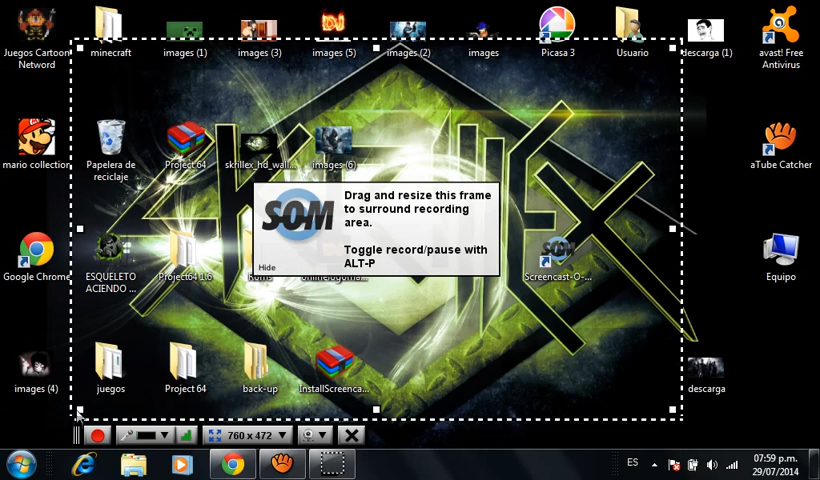 Juegos Cartoon
Netword
minecraft
images (1)
images (3)
images (5)
images (2)
images
Picasa 3
Usuario
descarga (1)
avast! Free
Antivirus
mario collection
Papelera de
reciclaje
Project 64
skrillex_hd_wall...
images (6)
aTube Catcher
SOM
Drag and resize this frame
to surround recording
area.
Toggle record/pause with
ALT-P
Hide
Google Chrome
ESQUELETO
ACIENDO ...
Project64 1.6
Roms
Screencast-O-...
Equipo
images (4)
juegos
Project 64
back-up
InstallScreenca...
descarga
760 x 472
ES
07:59 p.m.
29/07/2014